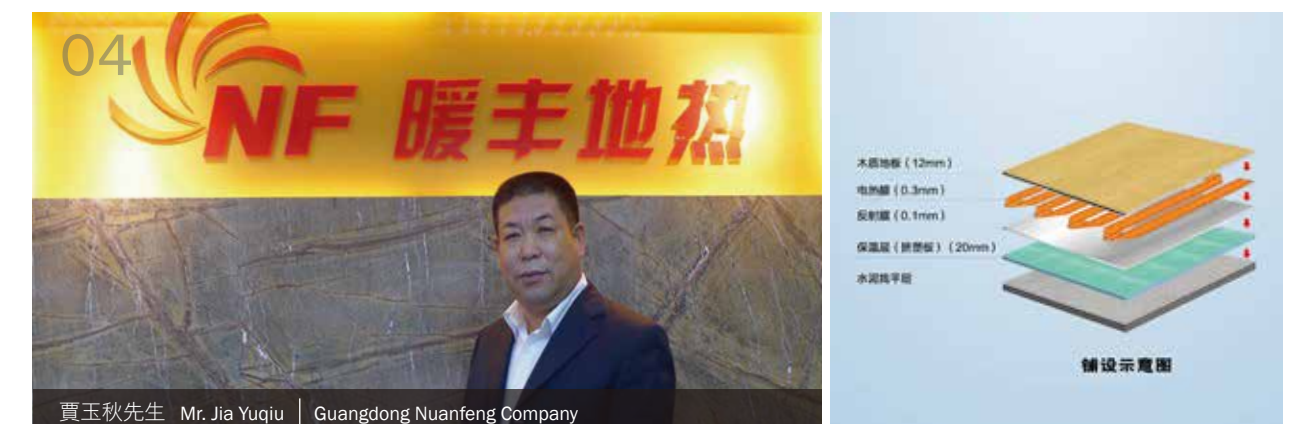 04
NF 暖丰地热
賈玉秋先生 Mr. Jia Yuqiu | Guangdong Nuanfeng Company
木质地板（12mm）
电热膜（0.3mm）
反射膜（0.1mm）
保温层（挤塑板）（20mm）
水泥找平层
铺设示意图